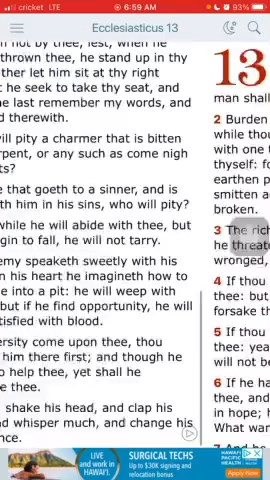 cricket LTE
6:59 AM
93%
Ecclesiasticus 13
not by thee, lest, when he
thrown thee, he stand up in thy
ther let him sit at thy right
he seek to take thy seat, and
e last remember my words, and
d therewith.
ill pity a charmer that is bitten
rpent, or any such as come nigh
ts?
e that goeth to a sinner, and is
th him in his sins, who will pity?
while he will abide with thee, but
gin to fall, he will not tarry.
emy speaketh sweetly with his
n his heart he imagineth how to
e into a pit: he will weep with
but if he find opportunity, he will
tisfied with blood.
ersity come upon thee, thou
him there first; and though he
o help thee, yet shall he
e thee.
shake his head, and clap his
d whisper much, and change his
nce.
13
man shall
2 Burden
while thou
with one t
thyself: fo
earthen p
smitten a
broken.
3 The rich
he threate
wronged,
4 If thou
thee: but
forsake th
5 If thou
thee: yea
will not be
6 If he ha
thee, and
in hope; h
What wan
LIVE
and work in
HAWAI'I.
SURGICAL TECHS
Up to $30K signing and
relocation bonus
HAWAII
PACIFIC
HEALTH
Apply Now